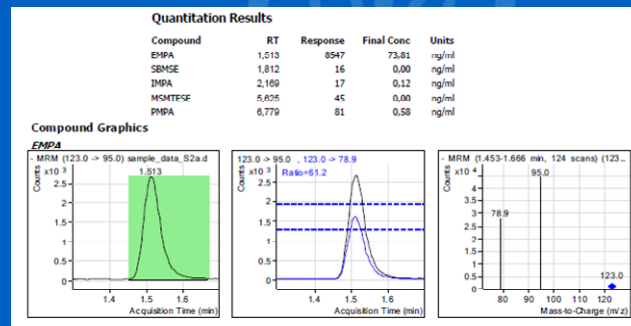 Quantitation Results
Compound RT Response Final Conc Units
EMPA 1,513 8547 73,81 ng/ml
SBMSE 1,812 16 0,00 ng/ml
IMPA 2,169 17 0,12 ng/ml
MSMTESE 5,625 45 0,00 ng/ml
PMPA 6,779 81 0,58 ng/ml
Compound Graphics
EMPA
- MRM (123.0 -> 95.0) sample_data_S2a.d
Counts
x10 3
1.513
2.5
2
1.5
1
0.5
0
1.4 1.5 1.6
Acquisition Time (min)
123.0 -> 95.0 , 123.0 -> 78.9
Counts
x10 3
Ratio=61.2
2.5
2
1.5
1
0.5
0
1.4 1.5 1.6
Acquisition Time (min)
- MRM (1.453-1.666 min, 124 scans) (123...
Counts
x10 4
95.0
4
3.5
3
78.9
2.5
2
1.5
1
0.5
123.0
0
80 90 100 110 120
Mass-to-Charge (m/z)